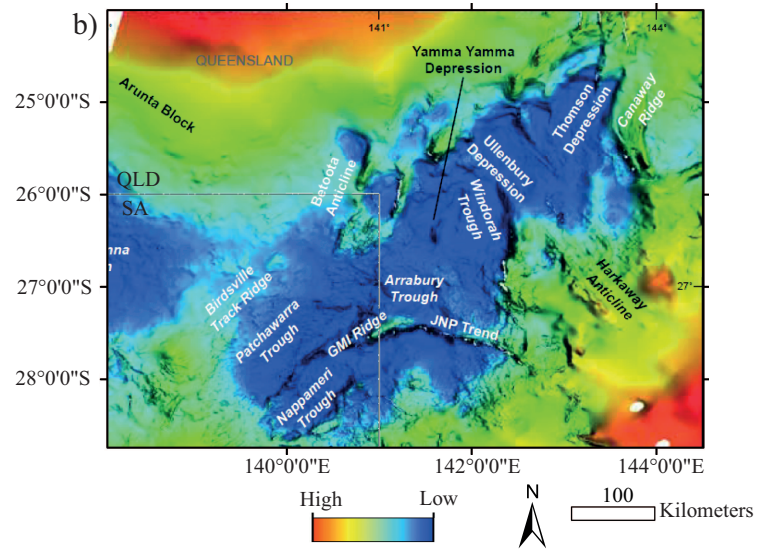 b)
141°
144°
QUEENSLAND
Yamma Yamma
Depression
Arunta Block
Thomson
Depression
Canaway
Ridge
25°0'0"S
Ullenbury
Depression
Betoota
Anticline
Windorah
Trough
QLD
26°0'0"S
SA
nna
Harkaway
Anticline
27°0'0"S
27°
Birdsville
Track Ridge
Arrabury
Trough
Patchawarra
Trough
GMI Ridge
JNP Trend
28°0'0"S
Nappameri
Trough
140°0'0"E
142°0'0"E
144°0'0"E
High
Low
N
100
Kilometers